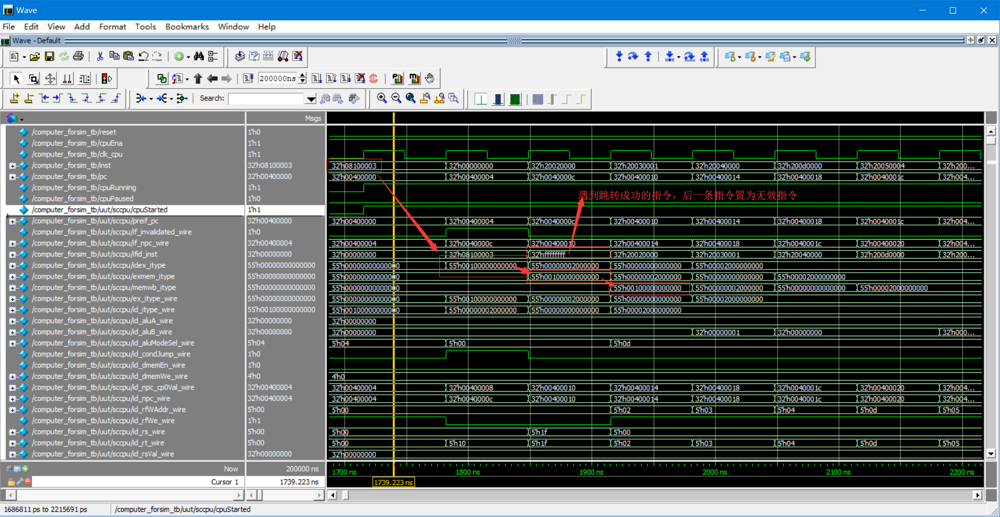 Wave
File Edit View Add Format Tools Bookmarks Window Help
Wave - Default
200000ns
Search:
Msgs
/computer_forsim_tb/reset 1'h0
/computer_forsim_tb/cpuEna 1'h1
/computer_forsim_tb/clk_cpu 1'h1
/computer_forsim_tb/inst 32'h08100003 32'h08100003 32'h00000000 32'h20020000 32'h20030001 32'h20040000 32'h200d0000 32'h20050004 32'h200...
/computer_forsim_tb/pc 32'h00400000 32'h00400000 32'h00400004 32'h0040000c 32'h00400010 32'h00400014 32'h00400018 32'h0040001c 32'h004...
/computer_forsim_tb/cpuRunning 1'h1
/computer_forsim_tb/cpuPaused 1'h0
遇到跳转成功的指令，后一条指令置为无效指令
/computer_forsim_tb/uut/sccpu/cpuStarted 1'h1
/computer_forsim_tb/uut/sccpu/preif_pc 32'h00400000 32'h00400000 32'h00400004 32'h0040000c 32'h00400010 32'h00400014 32'h00400018 32'h0040001c 32'h004...
/computer_forsim_tb/uut/sccpu/if_invalidated_wire 1'h0
/computer_forsim_tb/uut/sccpu/if_npc_wire 32'h00400004 32'h00400004 32'h0040000c 32'h00400010 32'h00400014 32'h00400018 32'h0040001c 32'h00400020 32'h004...
/computer_forsim_tb/uut/sccpu/ifid_inst 32'h00000000 32'h00000000 32'h08100003 32'hffffffff 32'h20020000 32'h20030001 32'h20040000 32'h200d0000 32'h200...
/computer_forsim_tb/uut/sccpu/idex_itype 55'h00000000000000 55'h00000000000000 55'h00100000000000 55'h00000002000000 55'h00000000000000 55'h00002000000000
/computer_forsim_tb/uut/sccpu/exmem_itype 55'h00000000000000 55'h00000000000000 55'h00100000000000 55'h00000002000000 55'h00000000000000 55'h00002000000000
/computer_forsim_tb/uut/sccpu/memwb_itype 55'h00000000000000 55'h00000000000000 55'h00100000000000 55'h00000002000000 55'h00000000000000 55'h00002000000000
/computer_forsim_tb/uut/sccpu/ex_itype_wire 55'h00000000000000 55'h00000000000000 55'h00100000000000 55'h00000002000000 55'h00000000000000 55'h00002000000000
/computer_forsim_tb/uut/sccpu/id_itype_wire 55'h00100000000000 55'h00100000000000 55'h00000002000000 55'h00000000000000 55'h00002000000000
/computer_forsim_tb/uut/sccpu/id_aluA_wire 32'h00000000 32'h00000000
/computer_forsim_tb/uut/sccpu/id_aluB_wire 32'h00000000 32'h00000000 32'h00000001 32'h00000000 32'h000...
/computer_forsim_tb/uut/sccpu/id_aluModeSel_wire 5'h04 5'h04 5'h00 5'h0d
/computer_forsim_tb/uut/sccpu/id_condJump_wire 1'h0
/computer_forsim_tb/uut/sccpu/id_dmemEn_wire 1'h0
/computer_forsim_tb/uut/sccpu/id_dmemWe_wire 4'h0 4'h0
/computer_forsim_tb/uut/sccpu/id_npc_cp0Val_wire 32'h00400004 32'h00400004 32'h00400008 32'h00400010 32'h00400014 32'h00400018 32'h0040001c 32'h00400020 32'h004...
/computer_forsim_tb/uut/sccpu/id_npc_wire 32'h00400004 32'h00400004 32'h0040000c 32'h00400010 32'h00400014 32'h00400018 32'h0040001c 32'h00400020 32'h004...
/computer_forsim_tb/uut/sccpu/id_rfWAddr_wire 5'h00 5'h00 5'h02 5'h03 5'h04 5'h0d 5'h05
/computer_forsim_tb/uut/sccpu/id_rfWe_wire 1'h1
/computer_forsim_tb/uut/sccpu/id_rs_wire 5'h00 5'h00 5'h1f 5'h00
/computer_forsim_tb/uut/sccpu/id_rt_wire 5'h00 5'h00 5'h10 5'h1f 5'h02 5'h03 5'h04 5'h0d 5'h05
/computer_forsim_tb/uut/sccpu/id_rsVal_wire 32'h00000000 32'h00000000
Now 200000 ns 1700 ns 1800 ns 1900 ns 2000 ns 2100 ns 2200 ns
Cursor 1 1739.223 ns 1739.223 ns
1686811 ps to 2215691 ps /computer_forsim_tb/uut/sccpu/cpuStarted